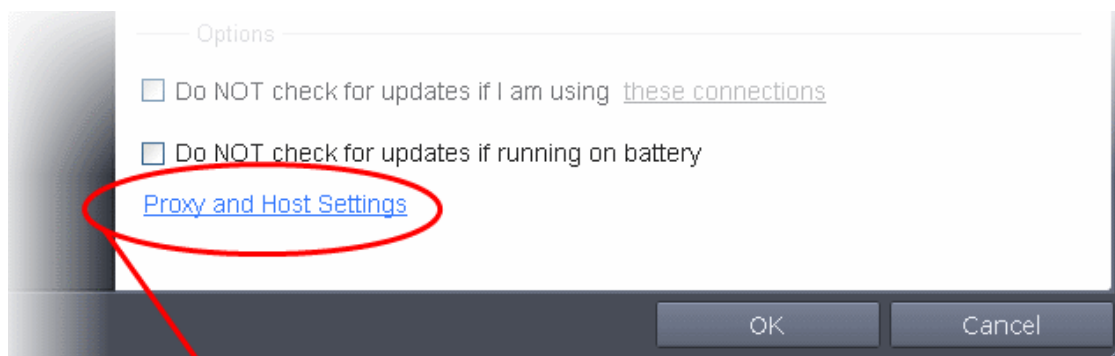 Options
Do NOT check for updates if I am using these connections
Do NOT check for updates if running on battery
Proxy and Host Settings
OK Cancel